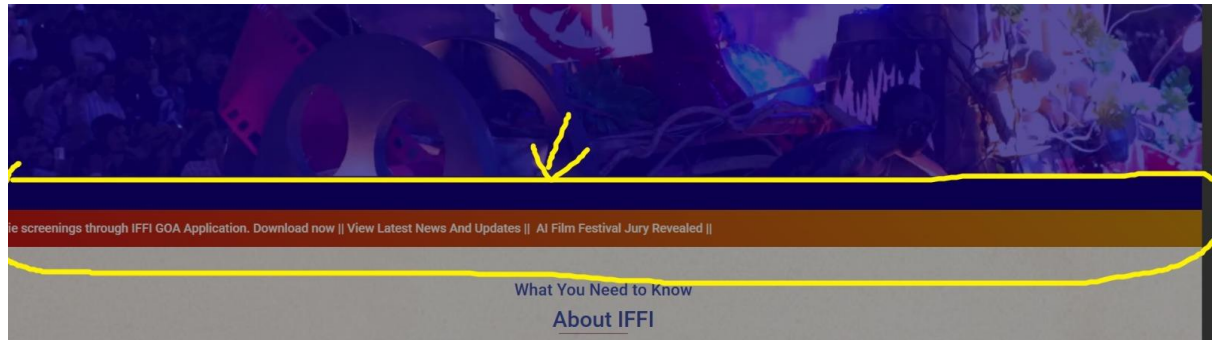 screenings through IFFI GOA Application. Download now || View Latest News And Updates || AI Film Festival Jury Revealed ||
What You Need to Know
About IFFI